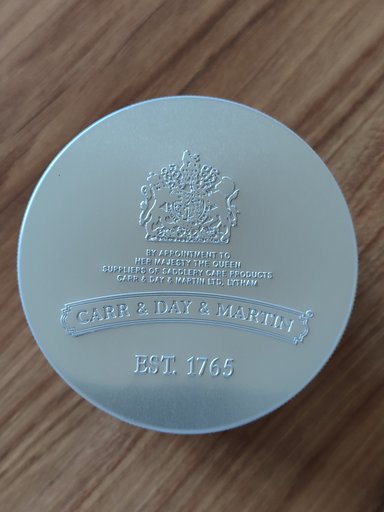 BY APPOINTMENT TO
HER MAJESTY THE QUEEN
SUPPLIERS OF SADDLERY CARE PRODUCTS
CARR & DAY & MARTIN LTD. LYTHAM
CARR & DAY & MARTIN
EST. 1765